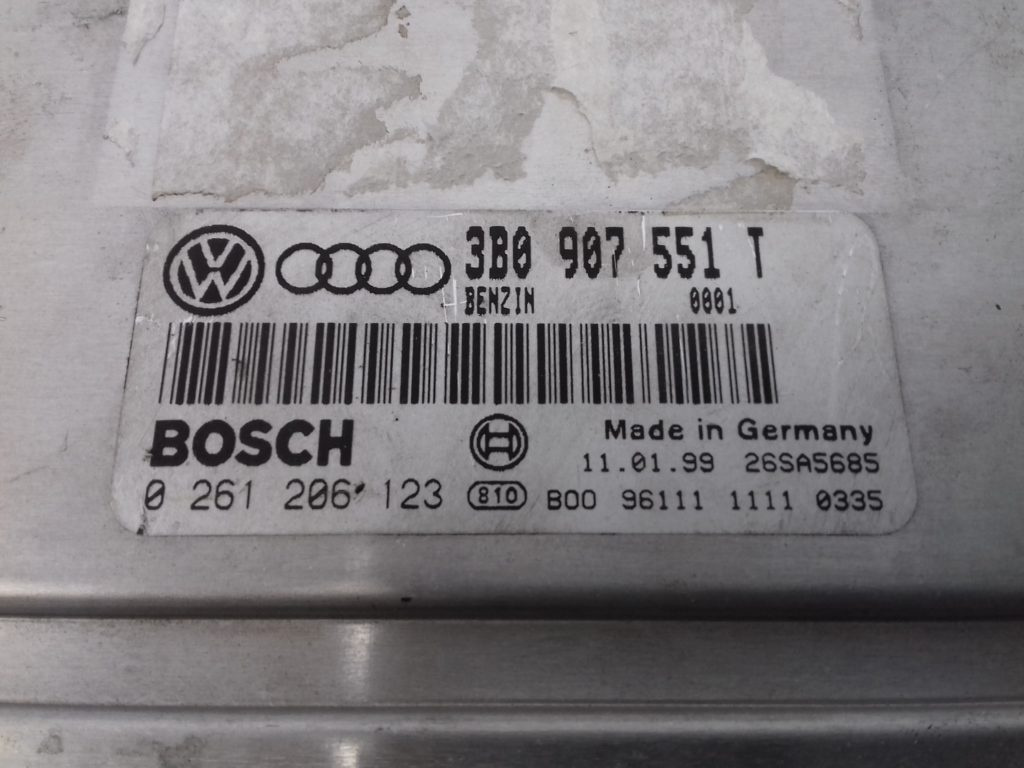 3B0 907 551 T
BENZIN 0001
BOSCH
Made in Germany
11.01.99 26SA5685
0 261 206 123 810 B00 96111 1111 0335